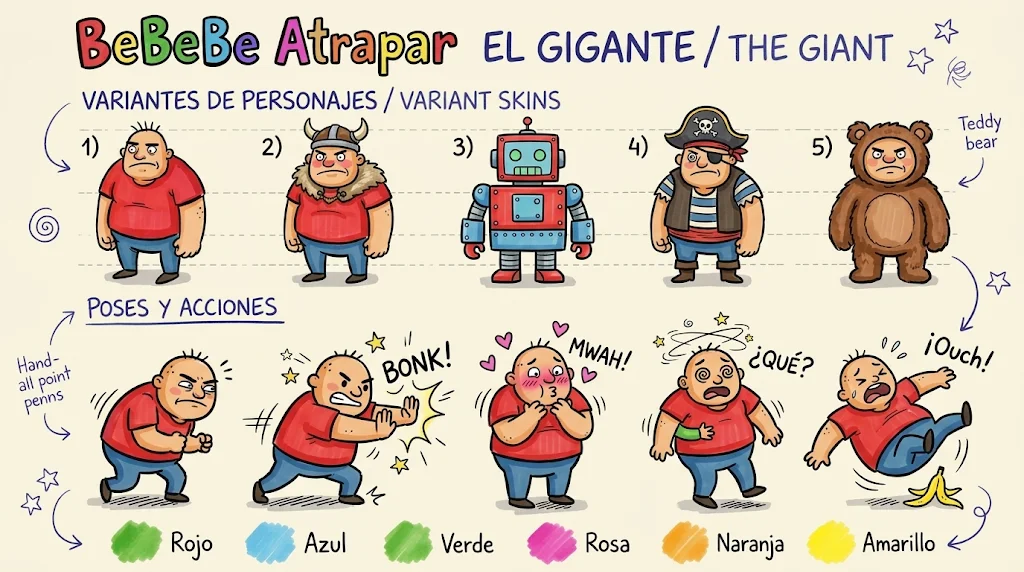 BeBeBe Atrapar EL GIGANTE / THE GIANT
VARIANTES DE PERSONAJES / VARIANT SKINS
1) 2) 3) 4) 5)
Teddy
bear
POSES Y ACCIONES
Hand-
all point
penns
BONK!
MWAH!
¿QUÉ?
¡Ouch!
Rojo Azul Verde Rosa Naranja Amarillo